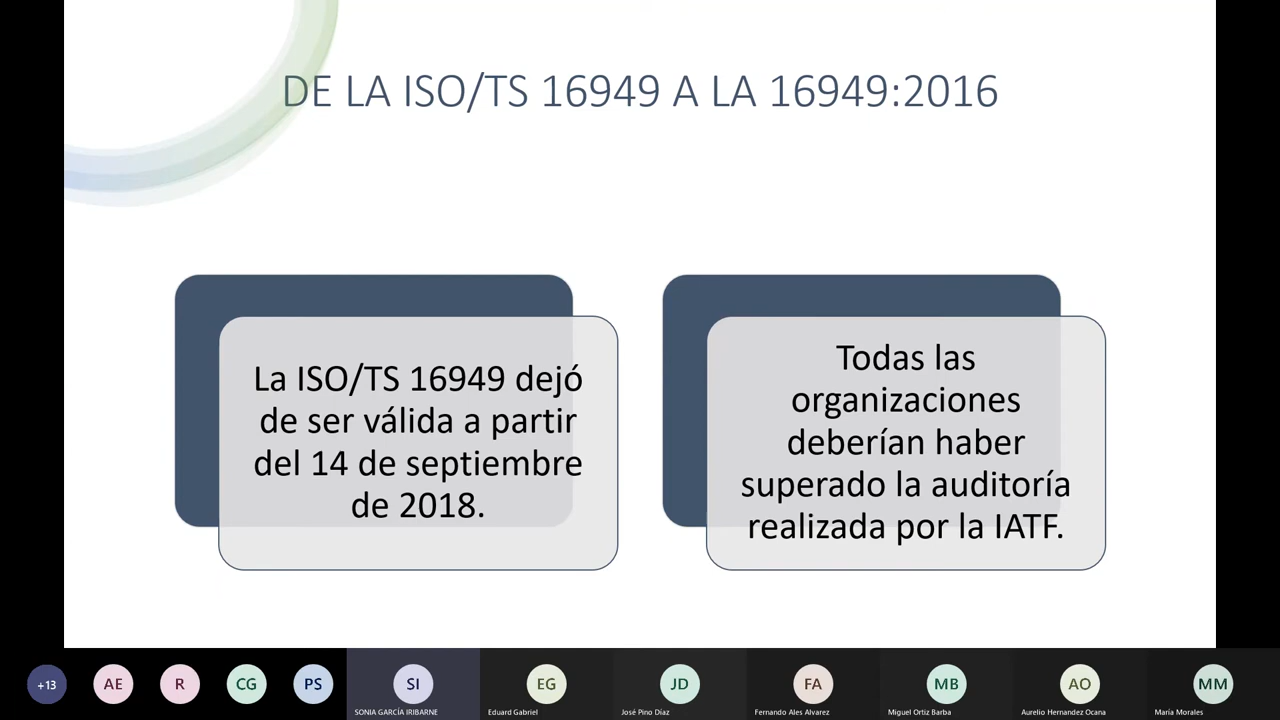 DE LA ISO/TS 16949 A LA 16949:2016
La ISO/TS 16949 dejó
de ser válida a partir
del 14 de septiembre
de 2018.
Todas las
organizaciones
deberían haber
superado la auditoría
realizada por la IATF.
+13
AE
R
CG
PS
SI
EG
JD
FA
MB
AO
MM
SONIA GARCÍA IRIBARNE
Eduard Gabriel
José Pino Díaz
Fernando Ales Alvarez
Miguel Ortiz Barba
Aurelio Hernandez Ocana
María Morales